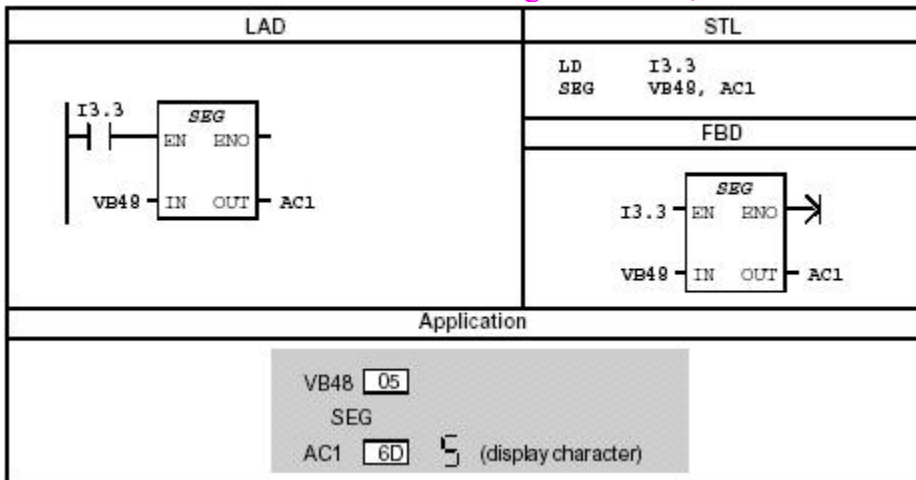 LAD
STL
LD I3.3
SEG VB48, AC1
I3.3
SEG
EN ENO
VB48 IN OUT AC1
FBD
SEG
I3.3 EN ENO
VB48 IN OUT AC1
Application
VB48 05
SEG
AC1 6D 5 (display character)